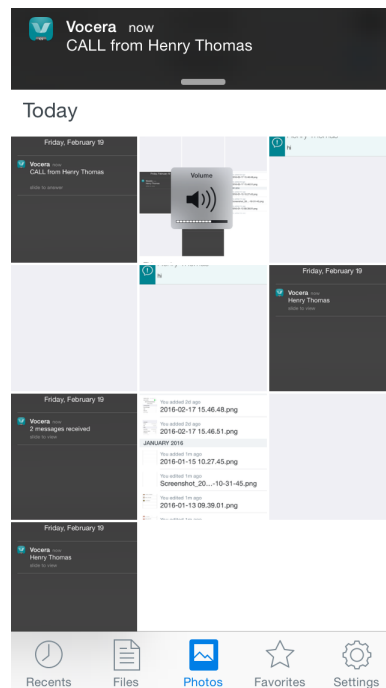 Vocera now
CALL from Henry Thomas
Today
Friday, February 19
Vocera now
CALL from Henry Thomas
slide to answer
Volume
Henry Thomas
N
N
Friday, February 19
Vocera now
Henry Thomas
slide to view
Friday, February 19
Vocera now
2 messages received
slide to view
You added 2d ago
2016-02-17 15.46.48.png
You added 2d ago
2016-02-17 15.46.51.png
JANUARY 2016
You added 1m ago
2016-01-15 10.27.45.png
You added 1m ago
Screenshot_20...-10-31-45.png
You added 1m ago
2016-01-13 09.39.01.png
You added 1m ago
Friday, February 19
Vocera now
Henry Thomas
slide to view
Recents Files Photos Favorites Settings